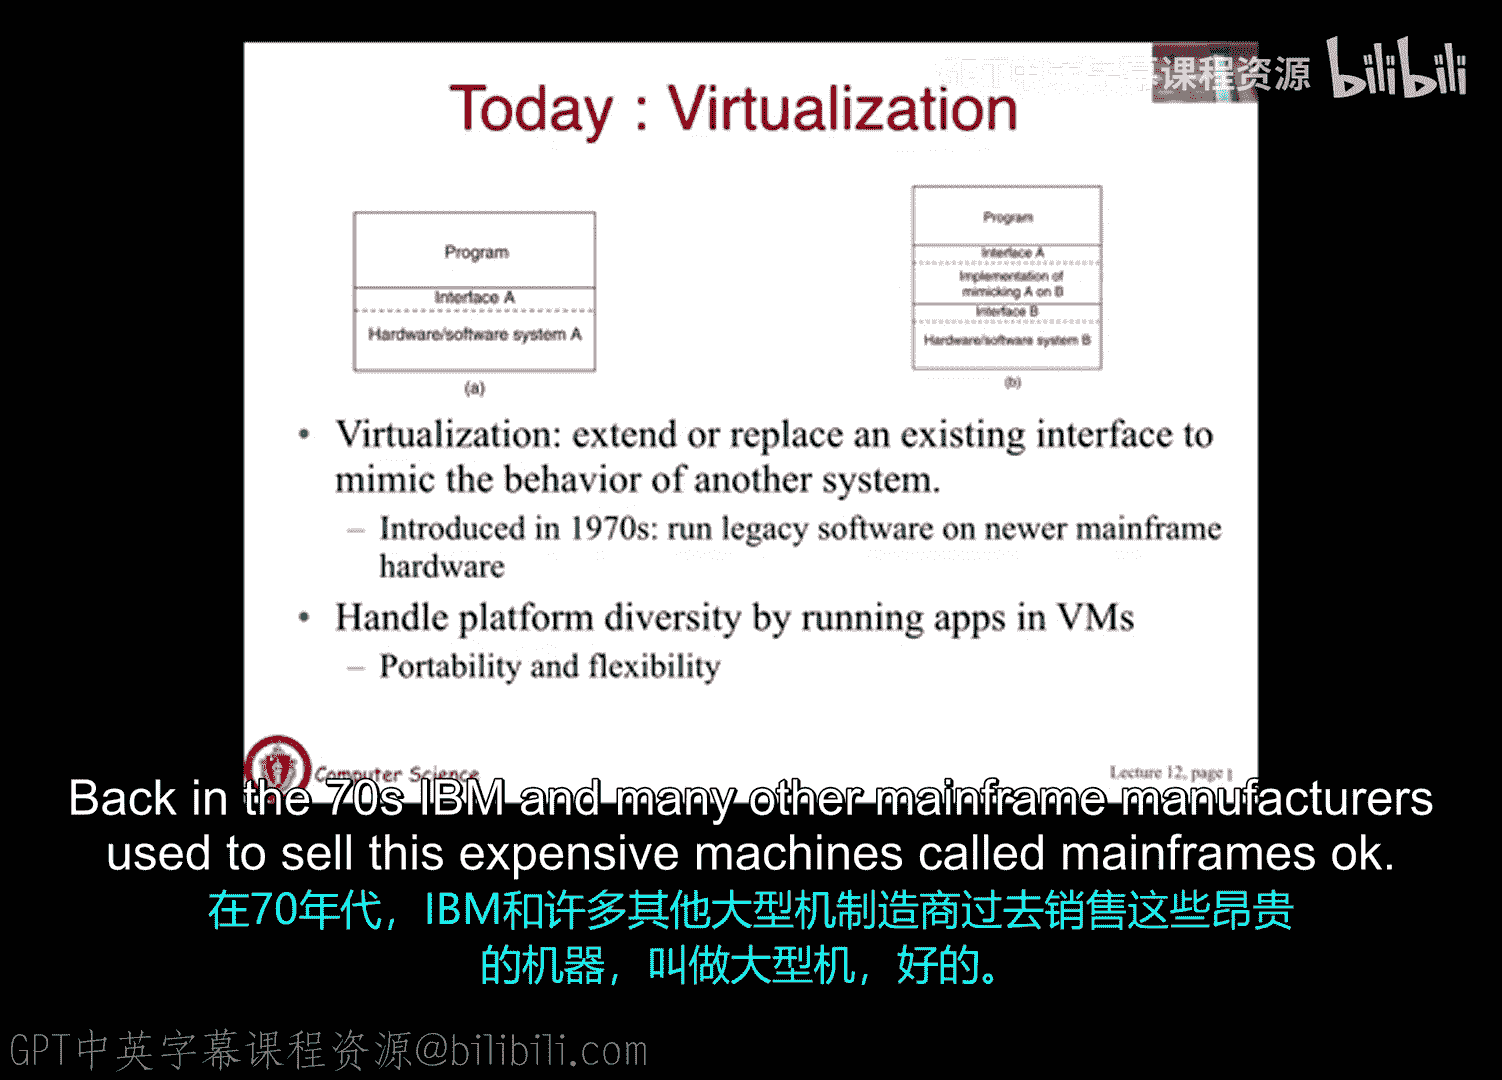 课程资源 bilibili
Today : Virtualization
Program
Interface A
Hardware/software system A
(a)
Program
Interface A
Implementation of
mimicking A on B
Interface B
Hardware/software system B
(b)
• Virtualization: extend or replace an existing interface to
mimic the behavior of another system.
– Introduced in 1970s: run legacy software on newer mainframe
hardware
• Handle platform diversity by running apps in VMs
– Portability and flexibility
Computer Science
Lecture 12, page
Back in the 70s IBM and many other mainframe manufacturers
used to sell this expensive machines called mainframes ok.
在70年代，IBM和许多其他大型机制造商过去销售这些昂贵
的机器，叫做大型机，好的。
GPT中英字幕课程资源@bilibili.com